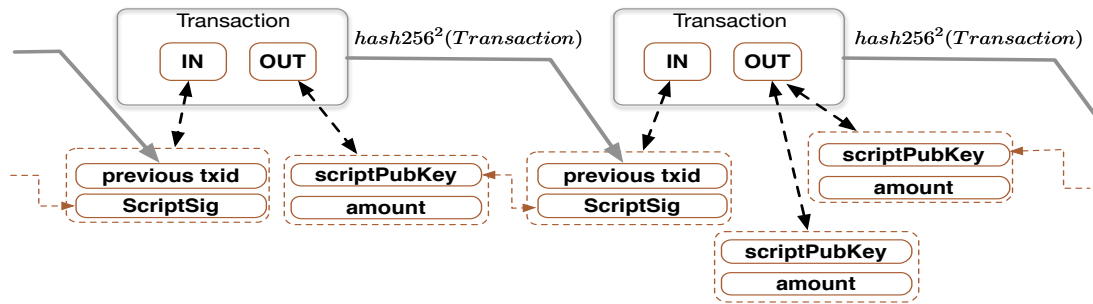 Transaction
IN OUT
hash256²(Transaction)
previous txid
ScriptSig
scriptPubKey
amount
Transaction
IN OUT
hash256²(Transaction)
previous txid
ScriptSig
scriptPubKey
amount
scriptPubKey
amount